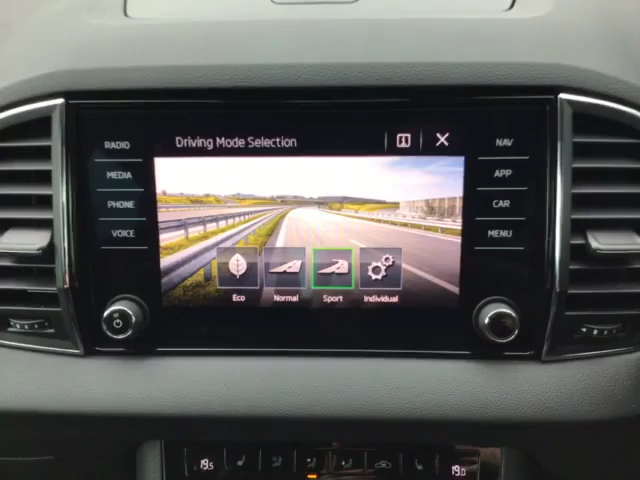 RADIO
MEDIA
PHONE
VOICE
Driving Mode Selection
Eco Normal Sport Individual
NAV
APP
CAR
MENU
19.5 19.0